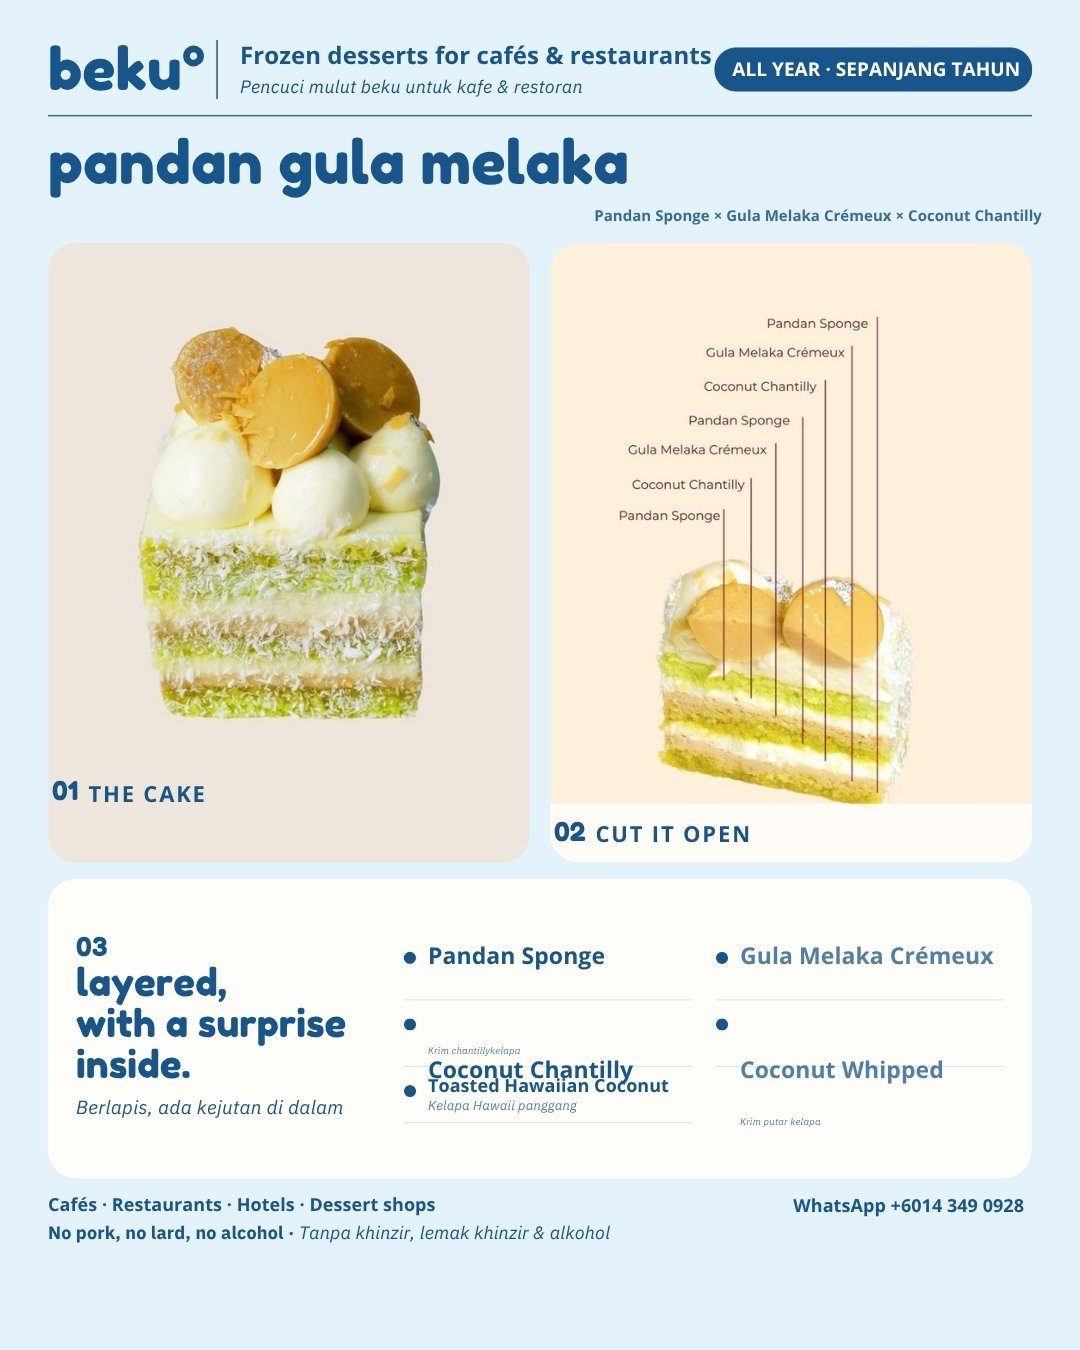 beku°
Frozen desserts for cafés & restaurants
Pencuci mulut beku untuk kafe & restoran
ALL YEAR · SEPANJANG TAHUN
pandan gula melaka
Pandan Sponge × Gula Melaka Crémeux × Coconut Chantilly
01 THE CAKE
Pandan Sponge
Gula Melaka Crémeux
Coconut Chantilly
Pandan Sponge
Gula Melaka Crémeux
Coconut Chantilly
Pandan Sponge
02 CUT IT OPEN
03
layered,
with a surprise
inside.
Berlapis, ada kejutan di dalam
Pandan Sponge
Gula Melaka Crémeux
Krim chantillykelapa
Coconut Chantilly
Toasted Hawaiian Coconut
Kelapa Hawaii panggang
Coconut Whipped
Krim putar kelapa
Cafés · Restaurants · Hotels · Dessert shops
WhatsApp +6014 349 0928
No pork, no lard, no alcohol · Tanpa khinzir, lemak khinzir & alkohol